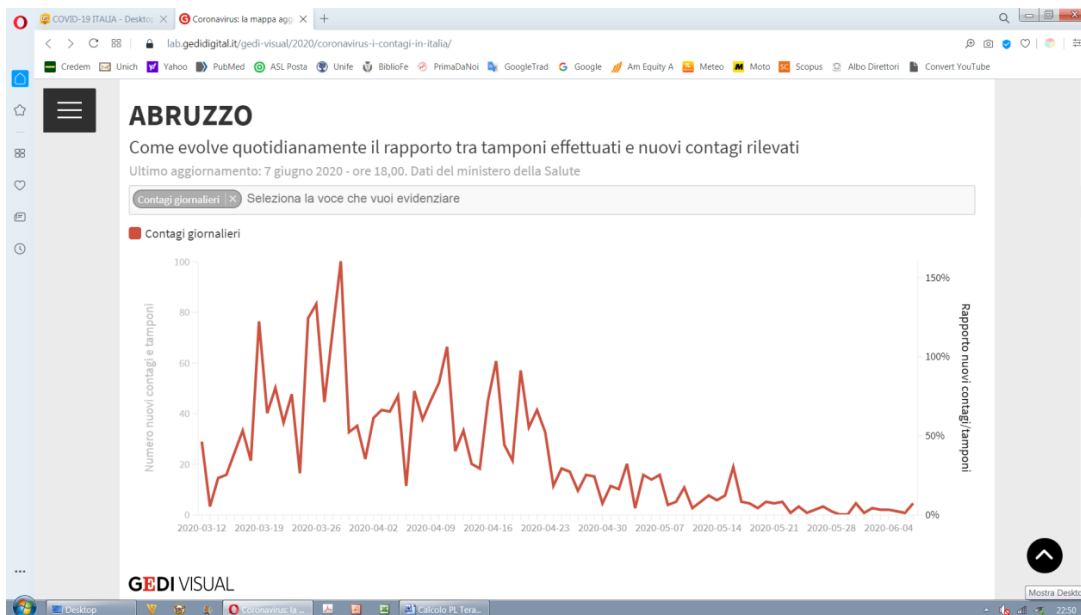 COVID-19 ITALIA - Deskto
Coronavirus: la mappa agg
lab.gedidigital.it/gedi-visual/2020/coronavirus-i-contagi-in-italia/
Credem Unich Yahoo PubMed ASL Posta Unife BiblioFe PrimaDaNoi GoogleTrad Google Am Equity A Meteo Moto Scopus Albo Direttori Convert YouTube
ABRUZZO
Come evolve quotidianamente il rapporto tra tamponi effettuati e nuovi contagi rilevati
Ultimo aggiornamento: 7 giugno 2020 - ore 18,00. Dati del ministero della Salute
Contagi giornalieri × Seleziona la voce che vuoi evidenziare
Contagi giornalieri
Numero nuovi contagi e tamponi
100
80
60
40
20
0
150%
100%
50%
0%
Rapporto nuovi contagi/tamponi
2020-03-12 2020-03-19 2020-03-26 2020-04-02 2020-04-09 2020-04-16 2020-04-23 2020-04-30 2020-05-07 2020-05-14 2020-05-21 2020-05-28 2020-06-04
GEDI VISUAL
Mostra Deskto
Desktop
Coronavirus: la ...
Calcolo PL Tera...
22:50